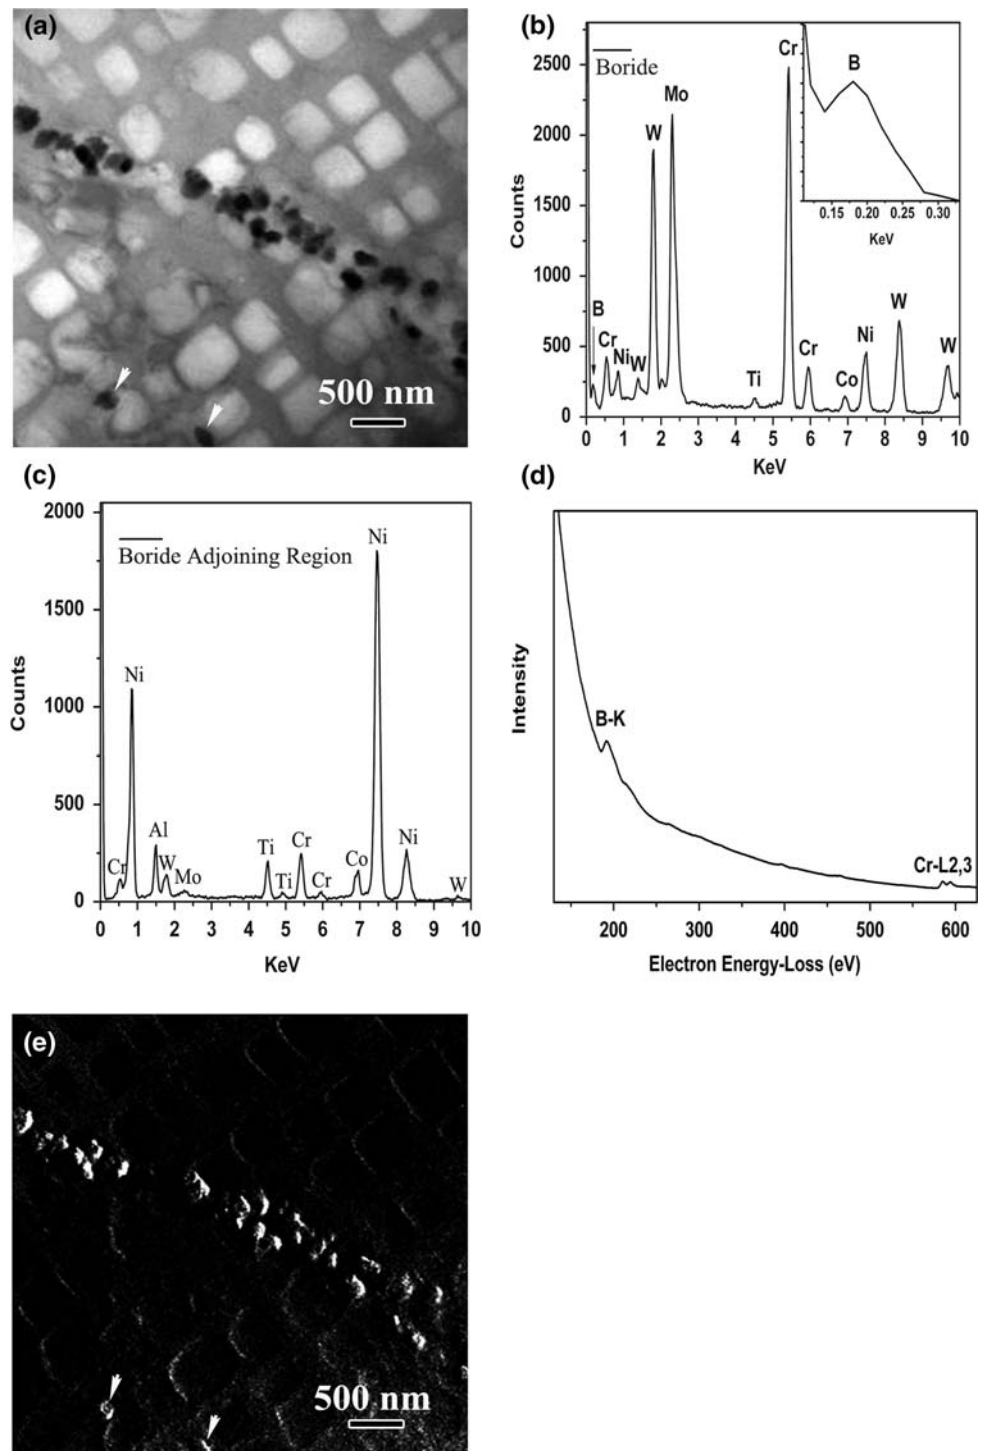 (a)
500 nm
(b)
Counts
2500
2000
1500
1000
500
0
Boride
B
Cr
Ni
W
W
Mo
Ti
Cr
Cr
Co
Ni
W
W
0 1 2 3 4 5 6 7 8 9 10
KeV
B
0.10 0.15 0.20 0.25 0.30
KeV
(c)
Counts
2000
1500
1000
500
0
Boride Adjoining Region
Cr
Ni
Al
W
Mo
Ti
Ti
Cr
Cr
Co
Ni
Ni
W
0 1 2 3 4 5 6 7 8 9 10
KeV
(d)
Intensity
B-K
Cr-L2,3
200 300 400 500 600
Electron Energy-Loss (eV)
(e)
500 nm